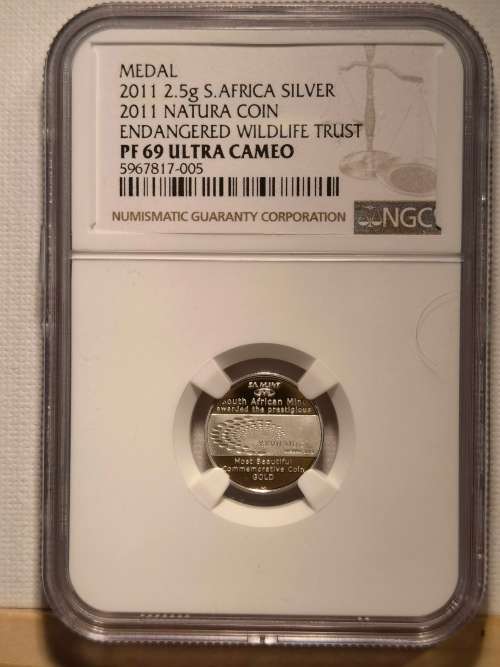 MEDAL
2011 2.5g S.AFRICA SILVER
2011 NATURA COIN
ENDANGERED WILDLIFE TRUST
PF 69 ULTRA CAMEO
5967817-005
NUMISMATIC GUARANTY CORPORATION
NGC
SA MINT
South African Mint
awarded the prestigious
Most Beautiful
Commemorative Coin
GOLD